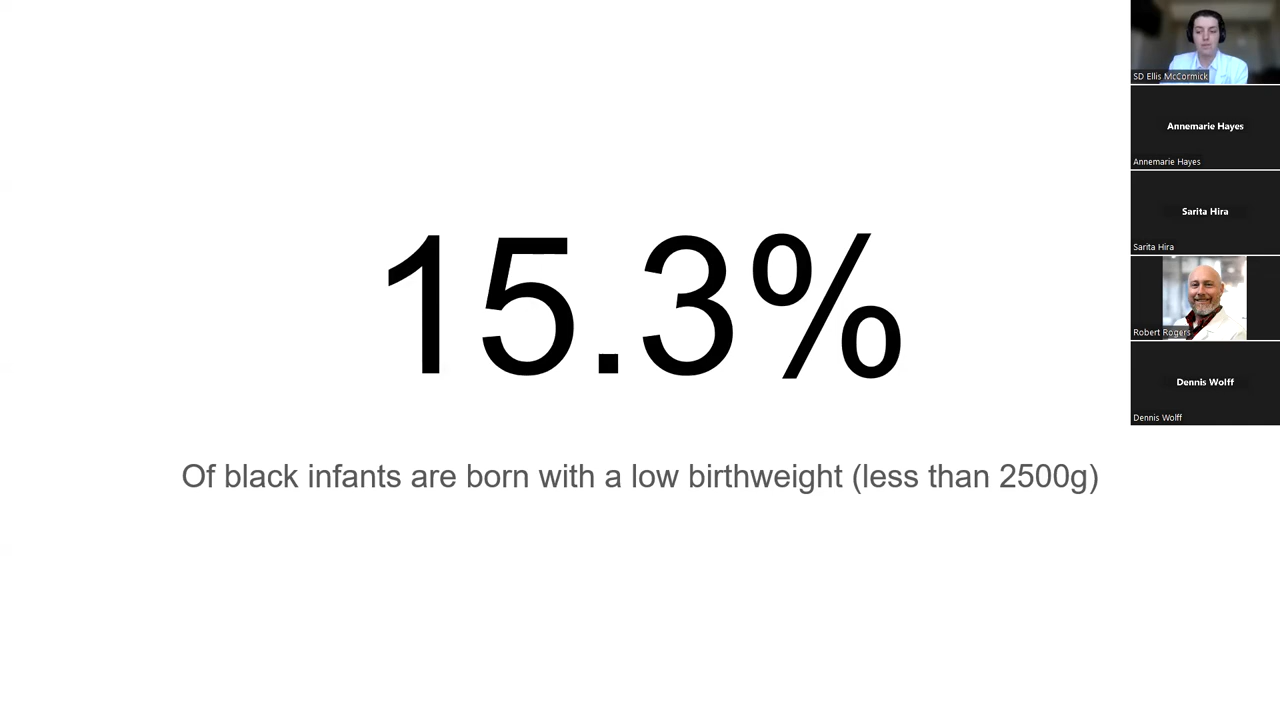 15.3%
Of black infants are born with a low birthweight (less than 2500g)
SD Ellis McCormick
Annemarie Hayes
Annemarie Hayes
Sarita Hira
Sarita Hira
Robert Rogers
Dennis Wolff
Dennis Wolff